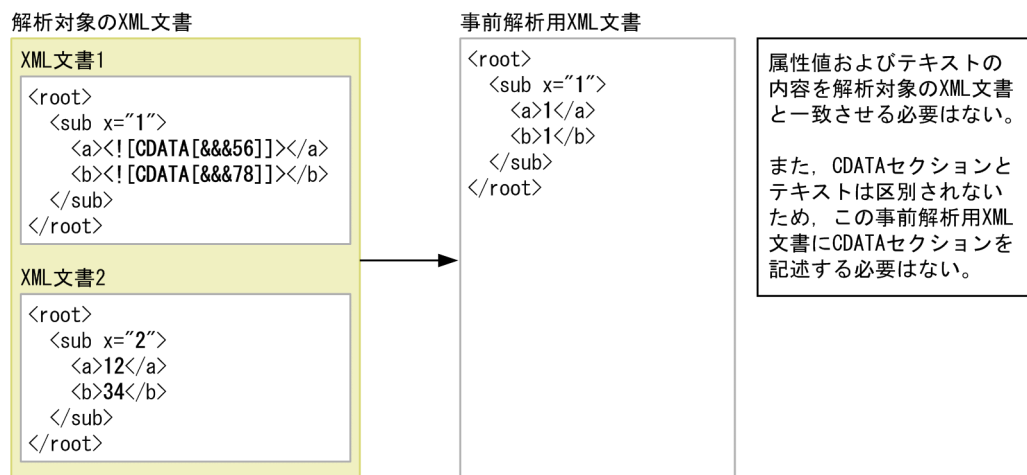 解析対象のXML文書
XML文書1
<root>
<sub x="1">
<a><![CDATA[&&&56]]></a>
<b><![CDATA[&&&78]]></b>
</sub>
</root>
XML文書2
<root>
<sub x="2">
<a>12</a>
<b>34</b>
</sub>
</root>
事前解析用XML文書
<root>
<sub x="1">
<a>1</a>
<b>1</b>
</sub>
</root>
属性値およびテキストの
内容を解析対象のXML文書
と一致させる必要はない。
また，CDATAセクションと
テキストは区別されない
ため，この事前解析用XML
文書にCDATAセクションを
記述する必要はない。